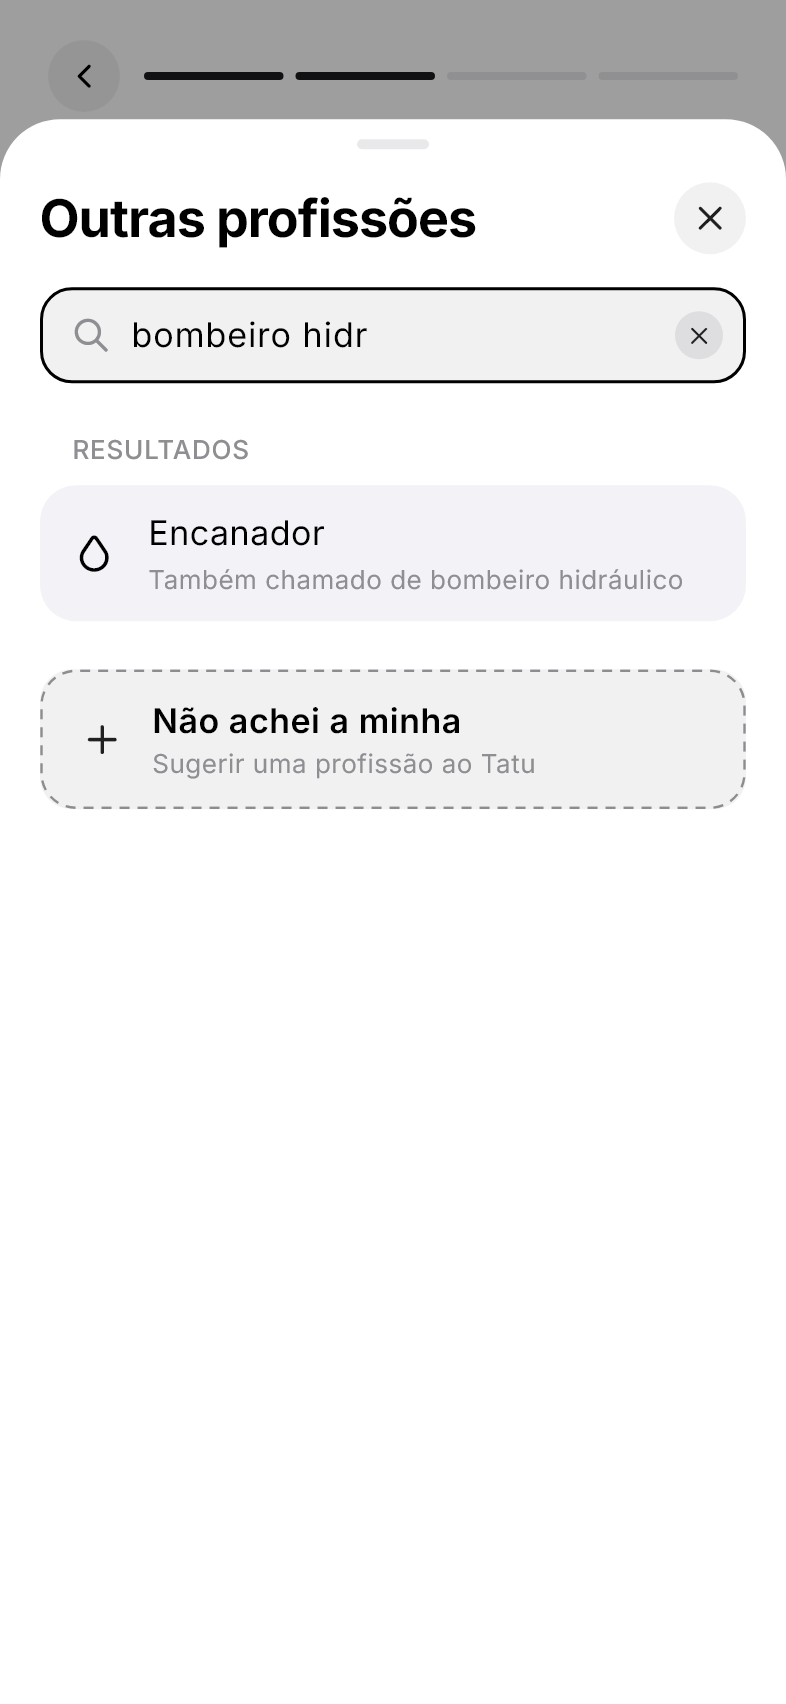 Outras profissões
bombeiro hidr
RESULTADOS
Encanador
Também chamado de bombeiro hidráulico
Não achei a minha
Sugerir uma profissão ao Tatu